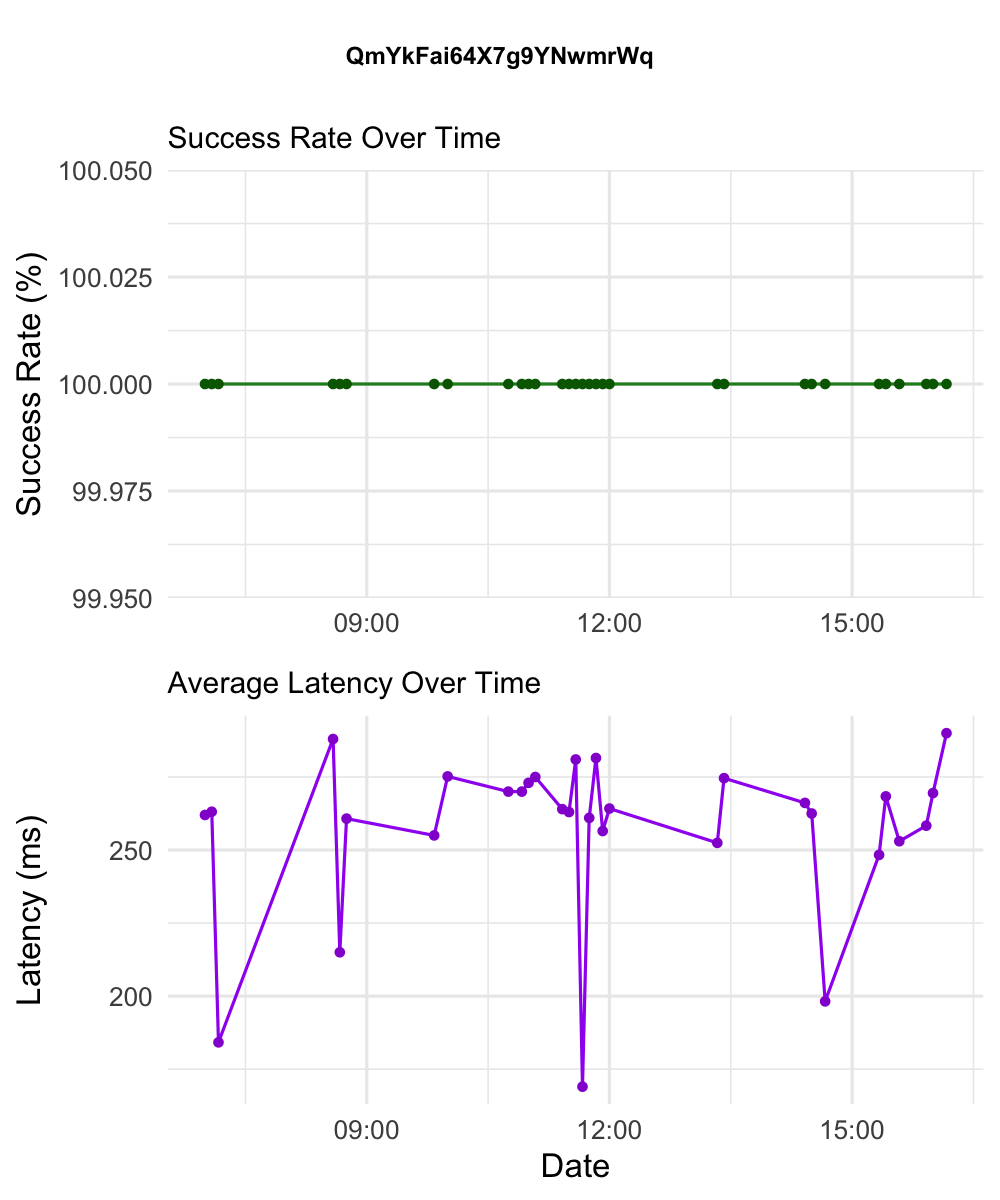 QmYkFai64X7g9YNwmrWq
Success Rate Over Time
100.050
100.025
100.000
99.975
99.950
Success Rate (%)
09:00 12:00 15:00
Average Latency Over Time
250
200
Latency (ms)
09:00 12:00 15:00
Date